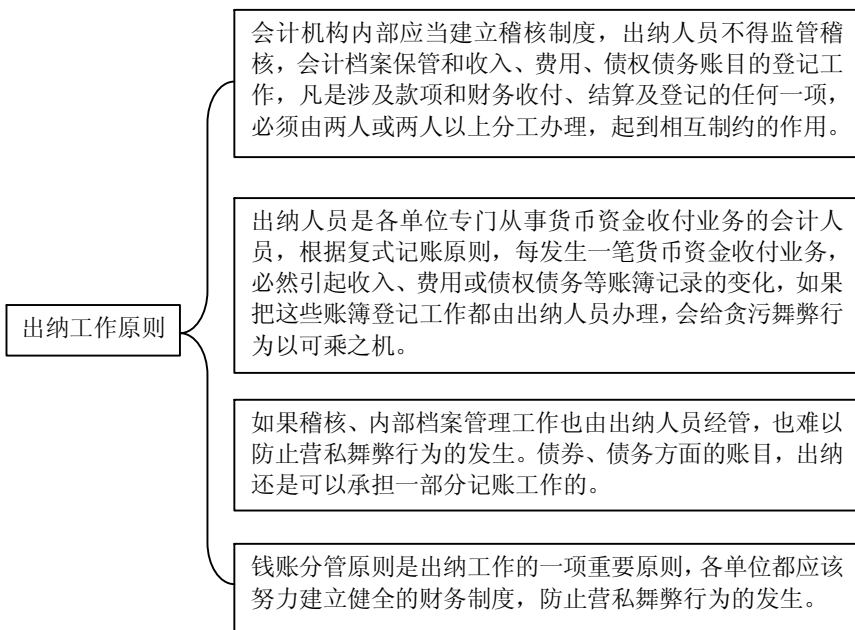 会计机构内部应当建立稽核制度，出纳人员不得监管稽
核，会计档案保管和收入、费用、债权债务账目的登记工
作，凡是涉及款项和财务收付、结算及登记的任何一项，
必须由两人或两人以上分工办理，起到相互制约的作用。
出纳人员是各单位专门从事货币资金收付业务的会计人
员，根据复式记账原则，每发生一笔货币资金收付业务，
必然引起收入、费用或债权债务等账簿记录的变化，如果
把这些账簿登记工作都由出纳人员办理，会给贪污舞弊行
为以可乘之机。
出纳工作原则
如果稽核、内部档案管理工作也由出纳人员经管，也难以
防止营私舞弊行为的发生。债券、债务方面的账目，出纳
还是可以承担一部分记账工作的。
钱账分管原则是出纳工作的一项重要原则，各单位都应该
努力建立健全的财务制度，防止营私舞弊行为的发生。